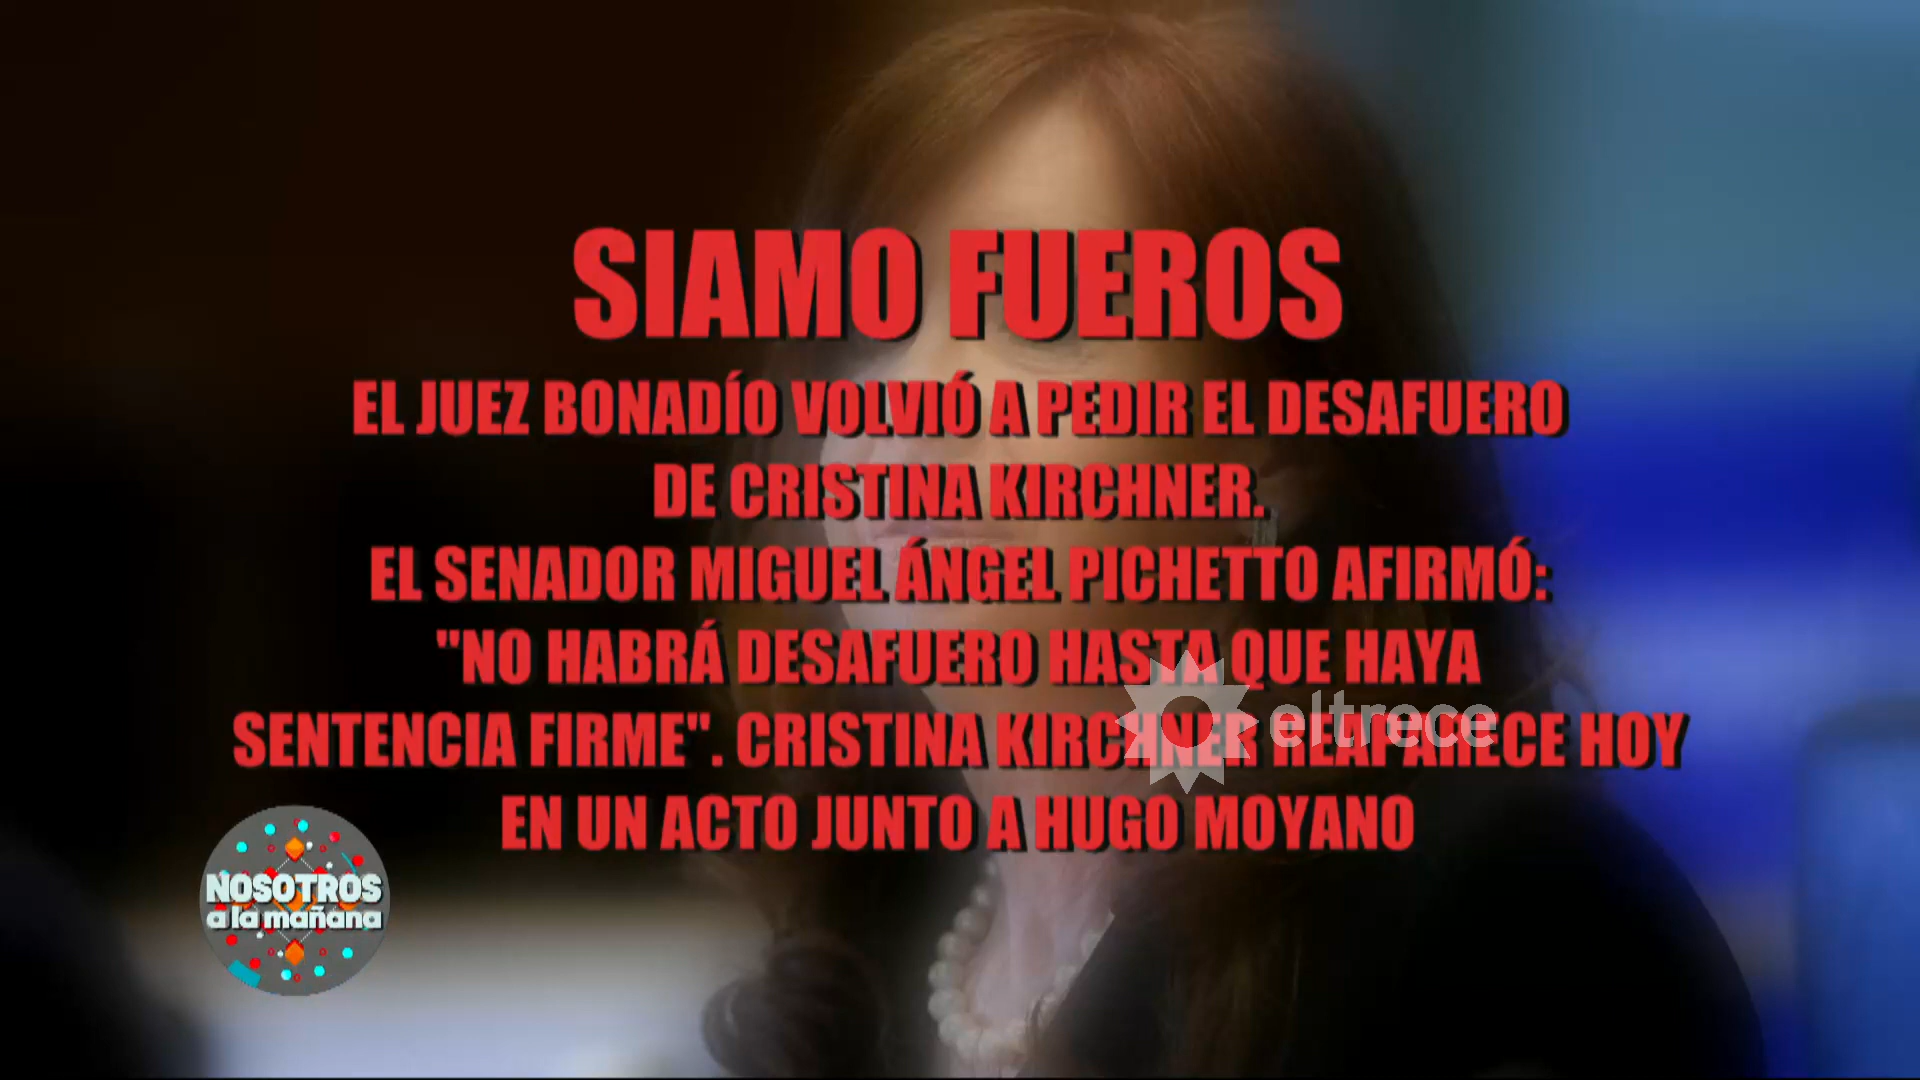 SIAMO FUEROS
EL JUEZ BONADÍO VOLVIÓ A PEDIR EL DESAFUERO
DE CRISTINA KIRCHNER.
EL SENADOR MIGUEL ÁNGEL PICHETTO AFIRMÓ:
"NO HABRÁ DESAFUERO HASTA QUE HAYA
SENTENCIA FIRME". CRISTINA KIRCHNER REAPARECE HOY
EN UN ACTO JUNTO A HUGO MOYANO
eltrece
NOSOTROS
a la mañana